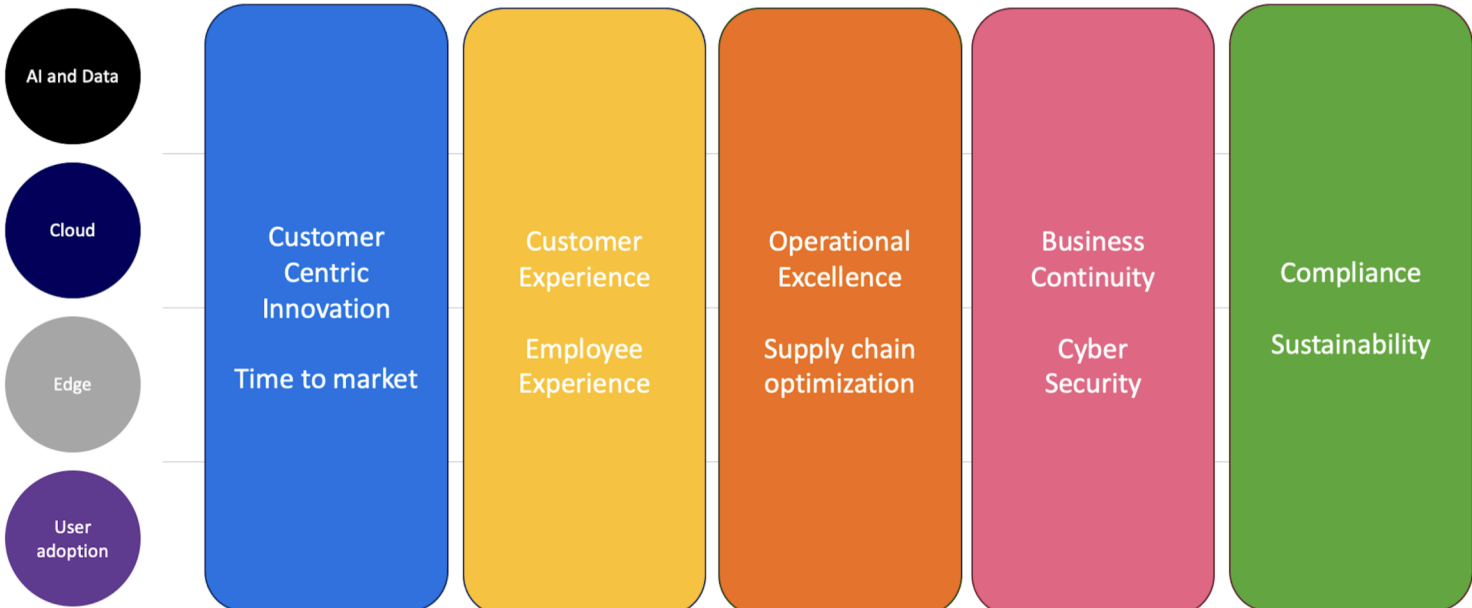 AI and Data
Cloud
Edge
User
adoption
Customer
Centric
Innovation
Time to market
Customer
Experience
Employee
Experience
Operational
Excellence
Supply chain
optimization
Business
Continuity
Cyber
Security
Compliance
Sustainability